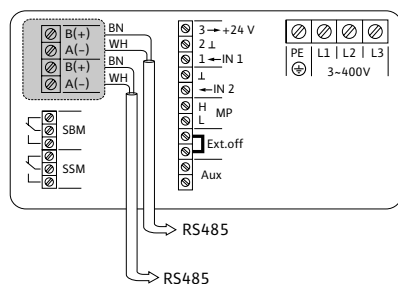 B(+) BN
A(-) WH
B(+) BN
A(-) WH
SBM
SSM
3 → +24 V
2 ⊥
1 ← IN 1
⊥
← IN 2
H
L
MP
Ext.off
Aux
PE L1 L2 L3
3~400V
RS485
RS485